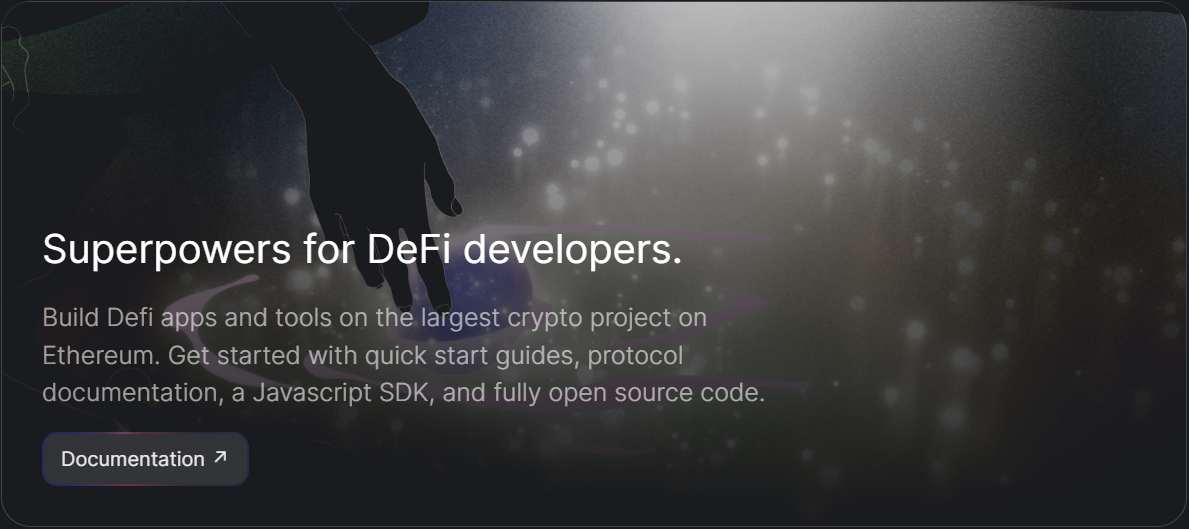 Superpowers for DeFi developers.
Build Defi apps and tools on the largest crypto project on
Ethereum. Get started with quick start guides, protocol
documentation, a Javascript SDK, and fully open source code.
Documentation ↗